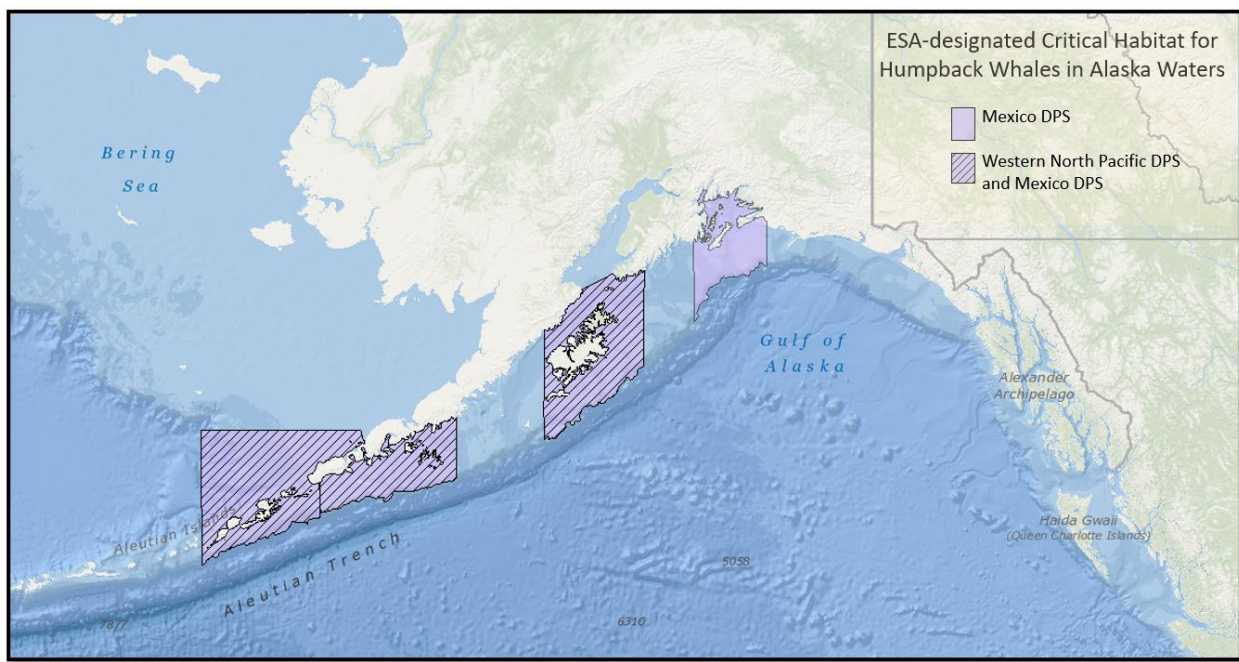 ESA-designated Critical Habitat for
Humpback Whales in Alaska Waters
Mexico DPS
Western North Pacific DPS
and Mexico DPS
Bering
Sea
Gulf of
Alaska
Alexander
Archipelago
Haida Gwaii
(Queen Charlotte Islands)
Aleutian Islands
Aleutian Trench
5058
7877
6310